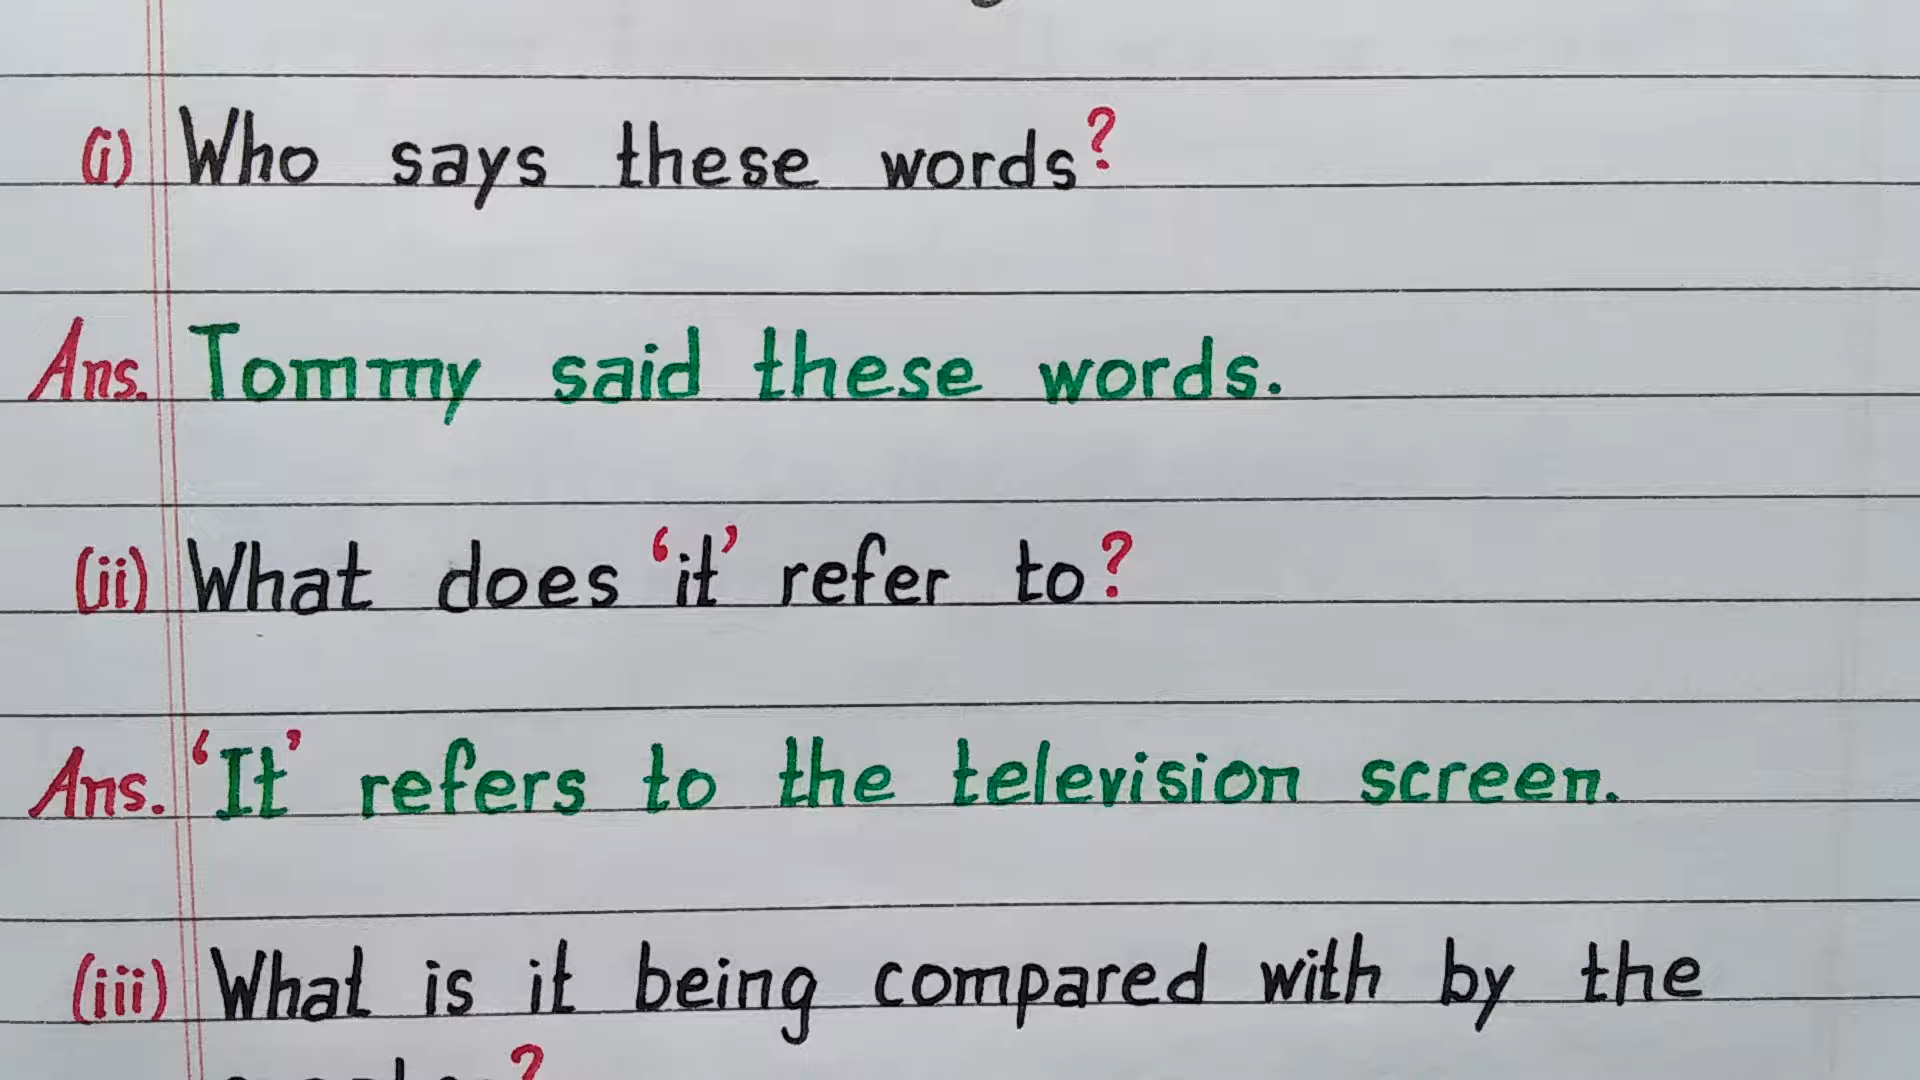 (i) Who says these words?
Ans. Tommy said these words.
(ii) What does ‘it’ refer to?
Ans. ‘It’ refers to the television screen.
(iii) What is it being compared with by the
?